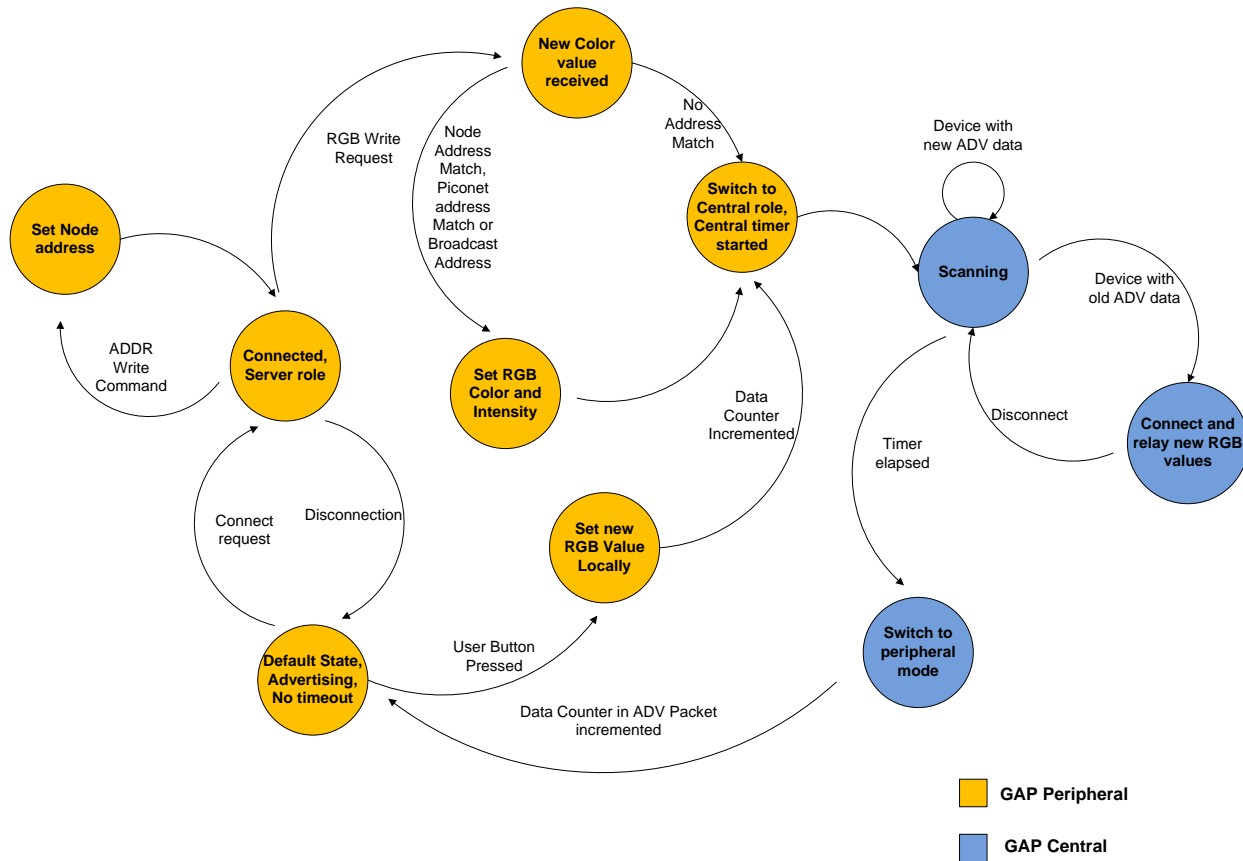 New Color
value
received
No
Address
Match
RGB Write
Request
Node
Address
Match,
Piconet
address
Match or
Broadcast
Address
Device with
new ADV data
Set Node
address
Switch to
Central role,
Central timer
started
Scanning
Device with
old ADV data
ADDR
Write
Command
Connected,
Server role
Set RGB
Color and
Intensity
Data
Counter
Incremented
Disconnect
Connect and
relay new RGB
values
Timer
elapsed
Connect
request
Disconnection
Set new
RGB Value
Locally
User Button
Pressed
Default State,
Advertising,
No timeout
Switch to
peripheral
mode
Data Counter in ADV Packet
incremented
GAP Peripheral
GAP Central